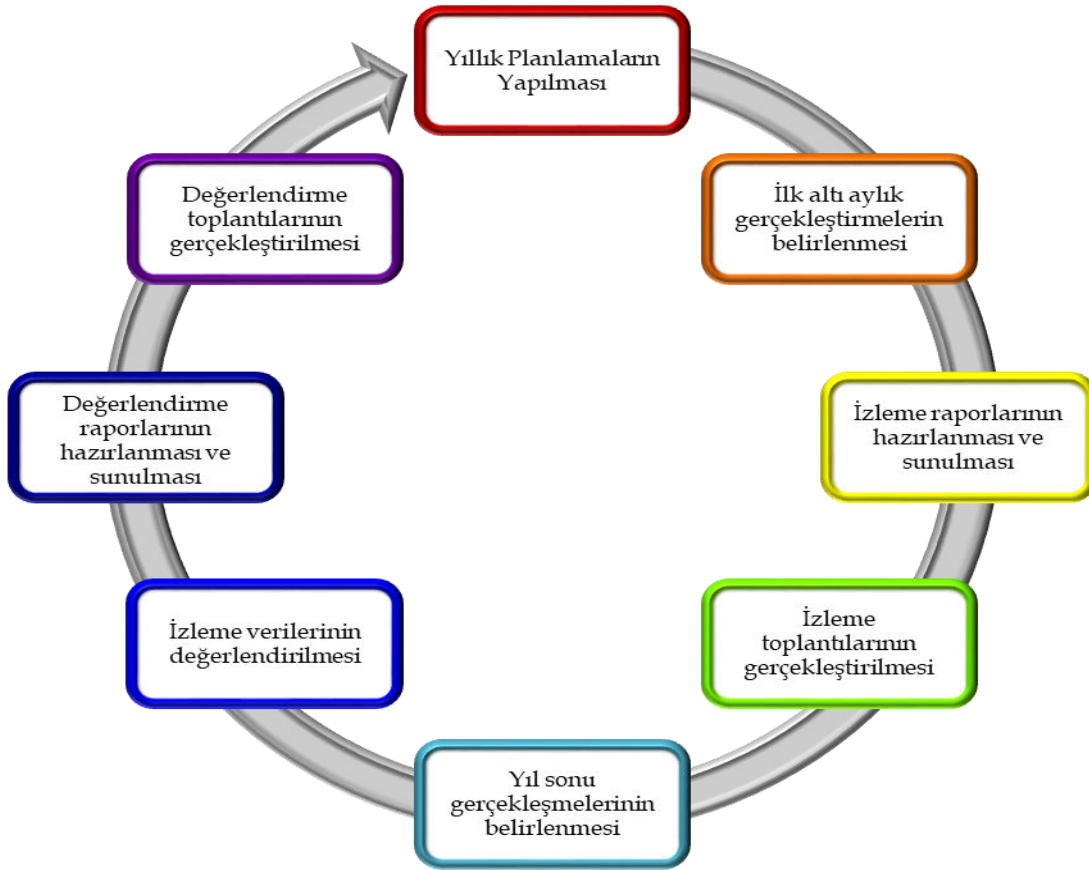 Yıllık Planlamaların
Yapılması
İlk altı aylık
gerçekleştirmelerin
belirlenmesi
İzleme raporlarının
hazırlanması ve
sunulması
İzleme
toplantılarının
gerçekleştirilmesi
Yıl sonu
gerçekleşmelerinin
belirlenmesi
İzleme verilerinin
değerlendirilmesi
Değerlendirme
raporlarının
hazırlanması ve
sunulması
Değerlendirme
toplantılarının
gerçekleştirilmesi